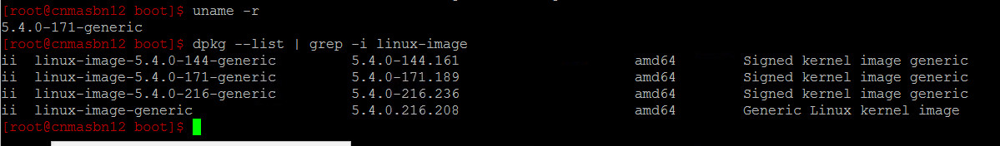 [root@cnmasbn12 boot]$ uname -r
5.4.0-171-generic
[root@cnmasbn12 boot]$ dpkg --list | grep -i linux-image
ii  linux-image-5.4.0-144-generic         5.4.0-144.161                     amd64        Signed kernel image generic
ii  linux-image-5.4.0-171-generic         5.4.0-171.189                     amd64        Signed kernel image generic
ii  linux-image-5.4.0-216-generic         5.4.0-216.236                     amd64        Signed kernel image generic
ii  linux-image-generic                   5.4.0.216.208                     amd64        Generic Linux kernel image
[root@cnmasbn12 boot]$